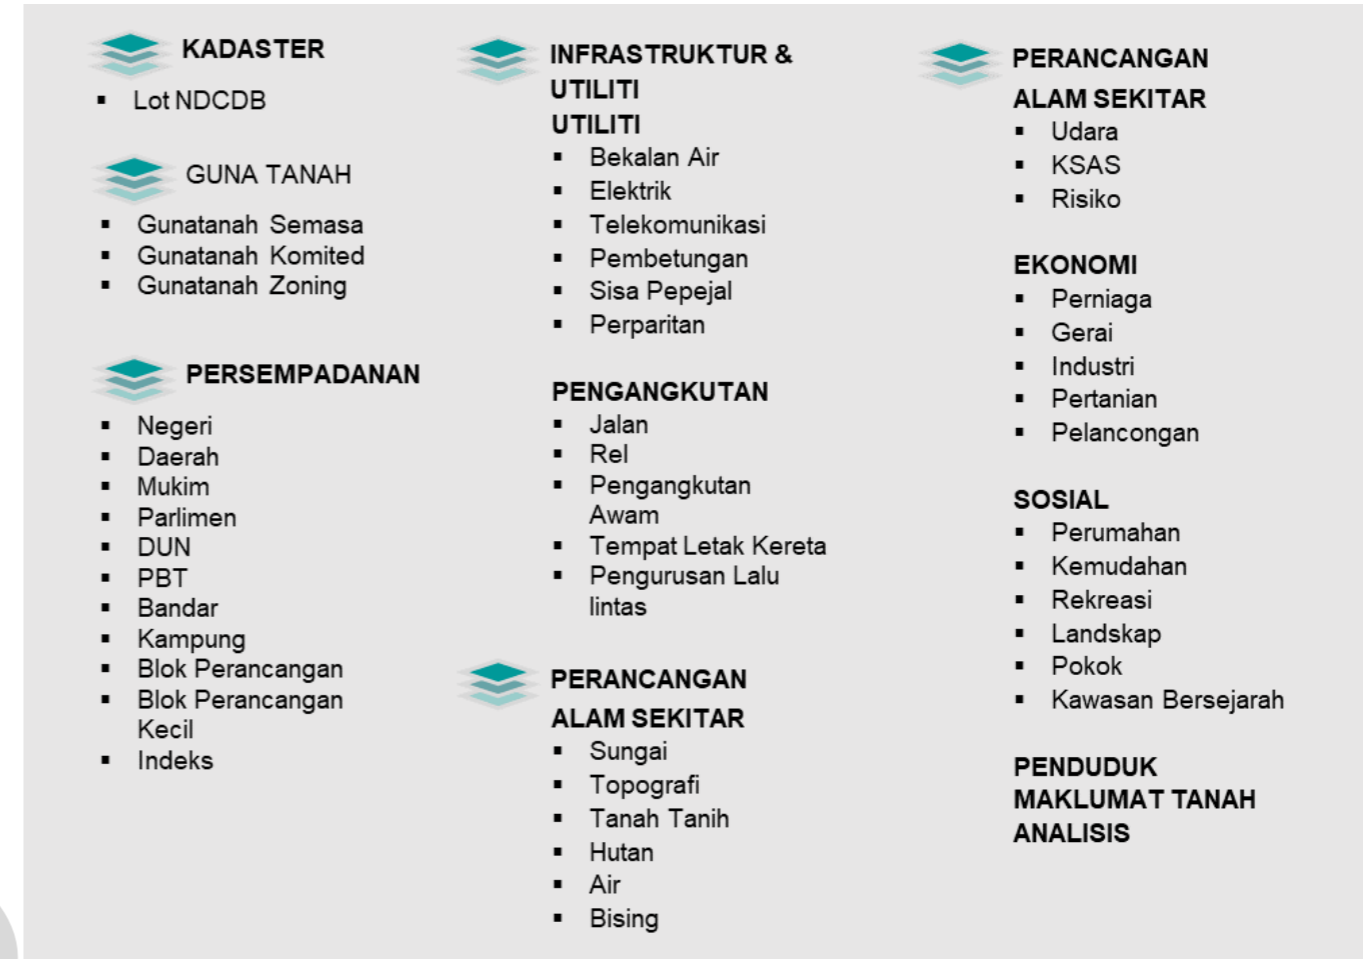 KADASTER
▪ Lot NDCDB
GUNA TANAH
▪ Gunatanah Semasa
▪ Gunatanah Komited
▪ Gunatanah Zoning
PERSEMPADANAN
▪ Negeri
▪ Daerah
▪ Mukim
▪ Parlimen
▪ DUN
▪ PBT
▪ Bandar
▪ Kampung
▪ Blok Perancangan
▪ Blok Perancangan
Kecil
▪ Indeks
INFRASTRUKTUR &
UTILITI
UTILITI
▪ Bekalan Air
▪ Elektrik
▪ Telekomunikasi
▪ Pembetungan
▪ Sisa Pepejal
▪ Perparitan
PENGANGKUTAN
▪ Jalan
▪ Rel
▪ Pengangkutan
Awam
▪ Tempat Letak Kereta
▪ Pengurusan Lalu
lintas
PERANCANGAN
ALAM SEKITAR
▪ Sungai
▪ Topografi
▪ Tanah Tanih
▪ Hutan
▪ Air
▪ Bising
PERANCANGAN
ALAM SEKITAR
▪ Udara
▪ KSAS
▪ Risiko
EKONOMI
▪ Perniaga
▪ Gerai
▪ Industri
▪ Pertanian
▪ Pelancongan
SOSIAL
▪ Perumahan
▪ Kemudahan
▪ Rekreasi
▪ Landskap
▪ Pokok
▪ Kawasan Bersejarah
PENDUDUK
MAKLUMAT TANAH
ANALISIS